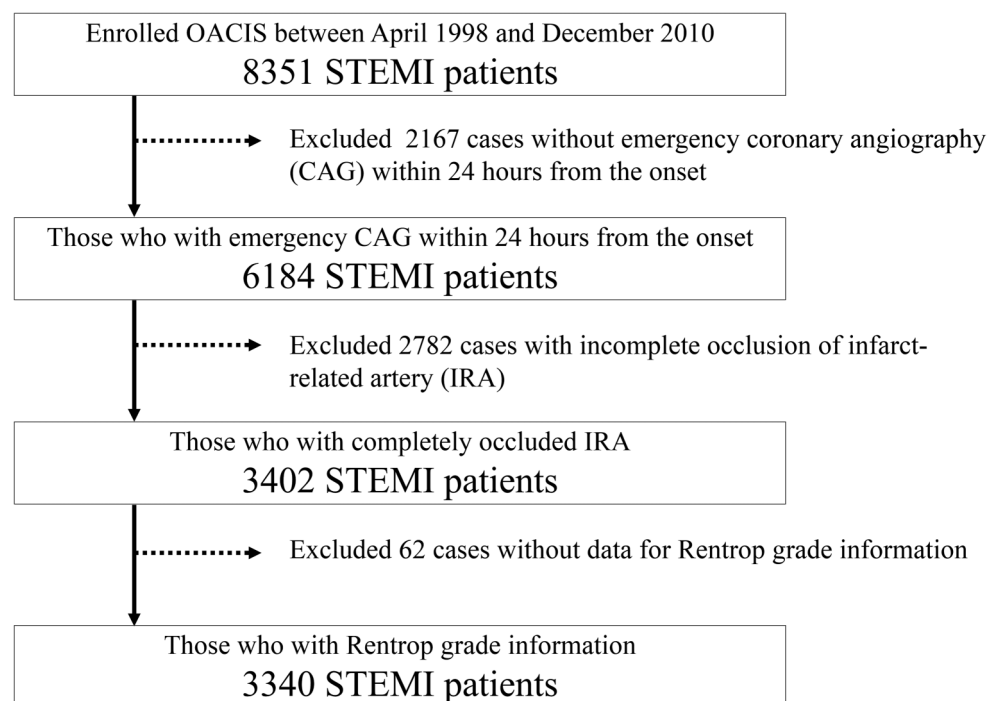 Enrolled OACIS between April 1998 and December 2010
8351 STEMI patients
Excluded 2167 cases without emergency coronary angiography
(CAG) within 24 hours from the onset
Those who with emergency CAG within 24 hours from the onset
6184 STEMI patients
Excluded 2782 cases with incomplete occlusion of infarct-
related artery (IRA)
Those who with completely occluded IRA
3402 STEMI patients
Excluded 62 cases without data for Rentrop grade information
Those who with Rentrop grade information
3340 STEMI patients